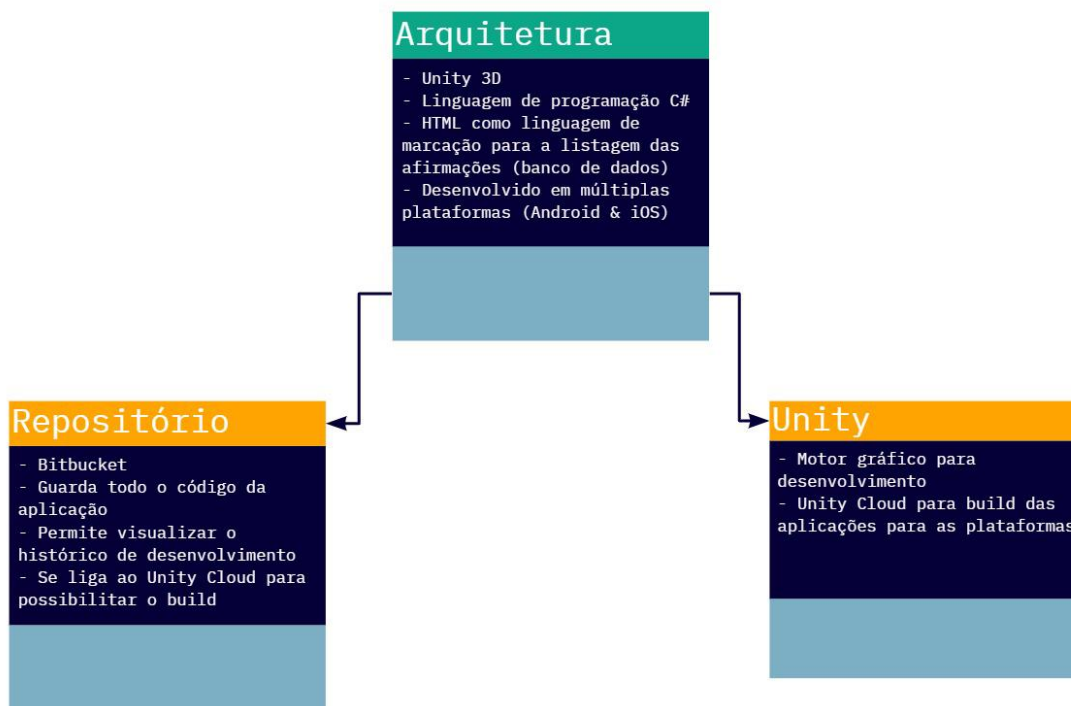 Arquitetura
- Unity 3D
- Linguagem de programação C#
- HTML como linguagem de
marcação para a listagem das
afirmações (banco de dados)
- Desenvolvido em múltiplas
plataformas (Android & iOS)
Repositório
- Bitbucket
- Guarda todo o código da
aplicação
- Permite visualizar o
histórico de desenvolvimento
- Se liga ao Unity Cloud para
possibilitar o build
Unity
- Motor gráfico para
desenvolvimento
- Unity Cloud para build das
aplicações para as plataformas